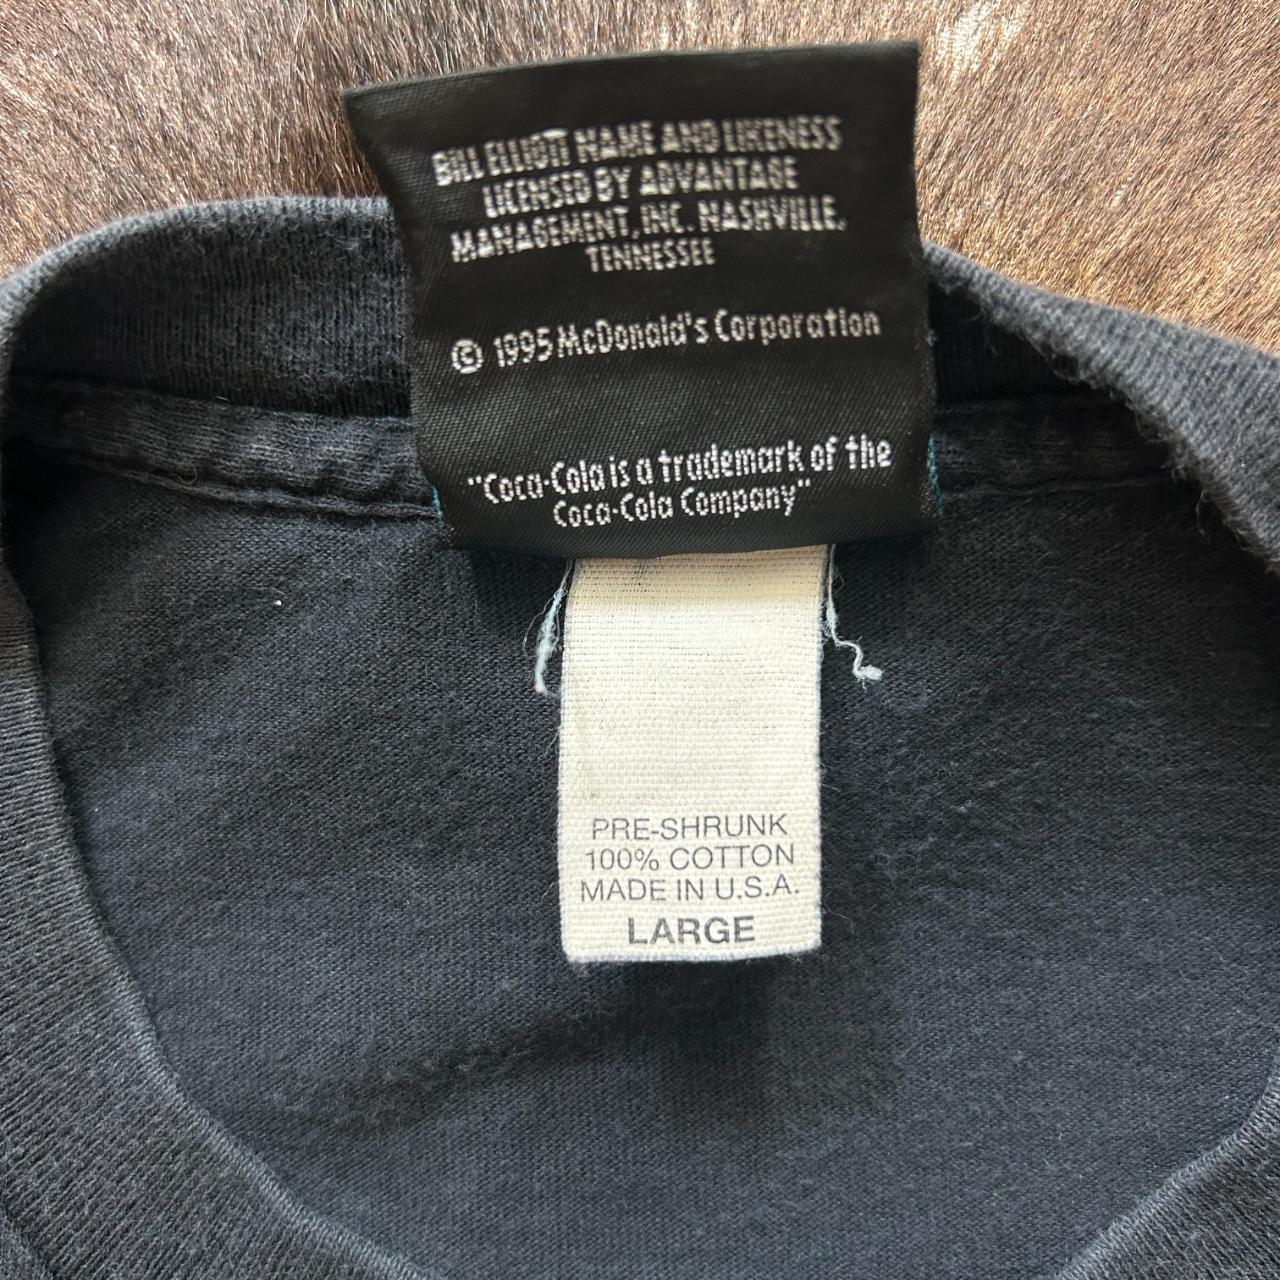 BILL ELLIOTT NAME AND LIKENESS
LICENSED BY ADVANTAGE
MANAGEMENT, INC. NASHVILLE.
TENNESSEE
© 1995 McDonald's Corporation
"Coca-Cola is a trademark of the
Coca-Cola Company"
PRE-SHRUNK
100% COTTON
MADE IN U.S.A.
LARGE